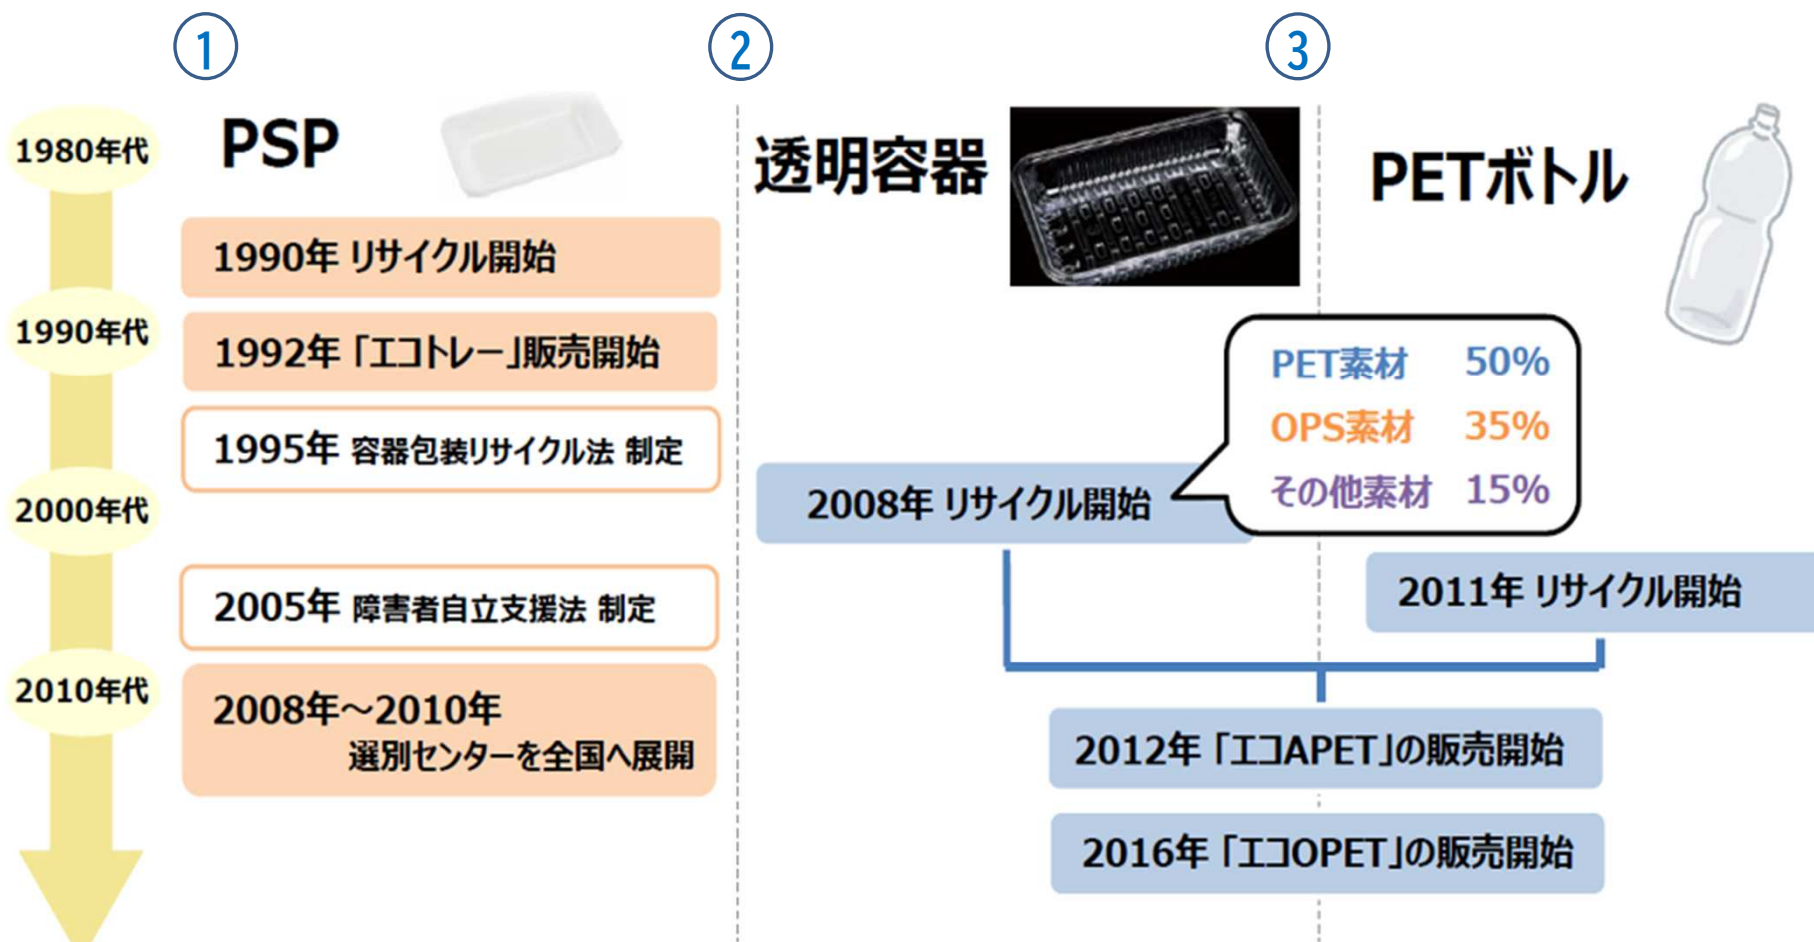 ①
②
③
1980年代
1990年代
2000年代
2010年代
PSP
1990年 リサイクル開始
1992年「エコトレー」販売開始
1995年 容器包装リサイクル法 制定
2005年 障害者自立支援法 制定
2008年～2010年
選別センターを全国へ展開
透明容器
2008年 リサイクル開始
PET素材 50%
OPS素材 35%
その他素材 15%
PETボトル
2011年 リサイクル開始
2012年「エコAPET」の販売開始
2016年「エコOPET」の販売開始